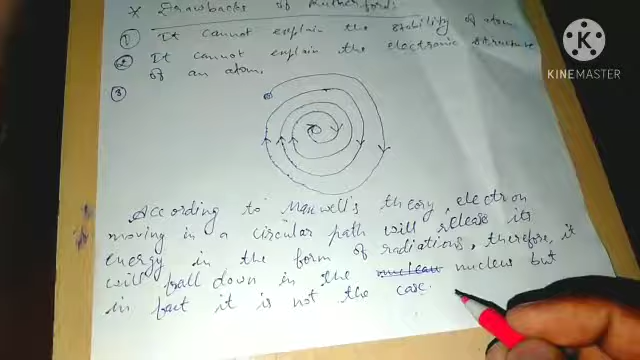 * Drawbacks of Rutherford:
① It cannot explain the stability of atom.
② It cannot explain the electronic structure
of an atom.
③
According to Maxwell's theory, electron
moving in a circular path will release its
energy in the form of radiations, therefore, it
will fall down in the nucleus but
in fact it is not the case.
KINEMASTER